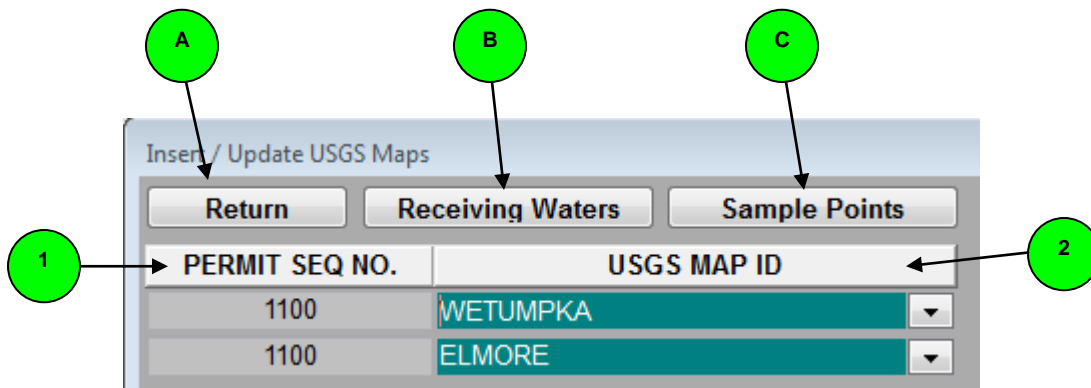 A B C
Insert / Update USGS Maps
Return Receiving Waters Sample Points
1 PERMIT SEQ NO. USGS MAP ID 2
1100 WETUMPKA
1100 ELMORE